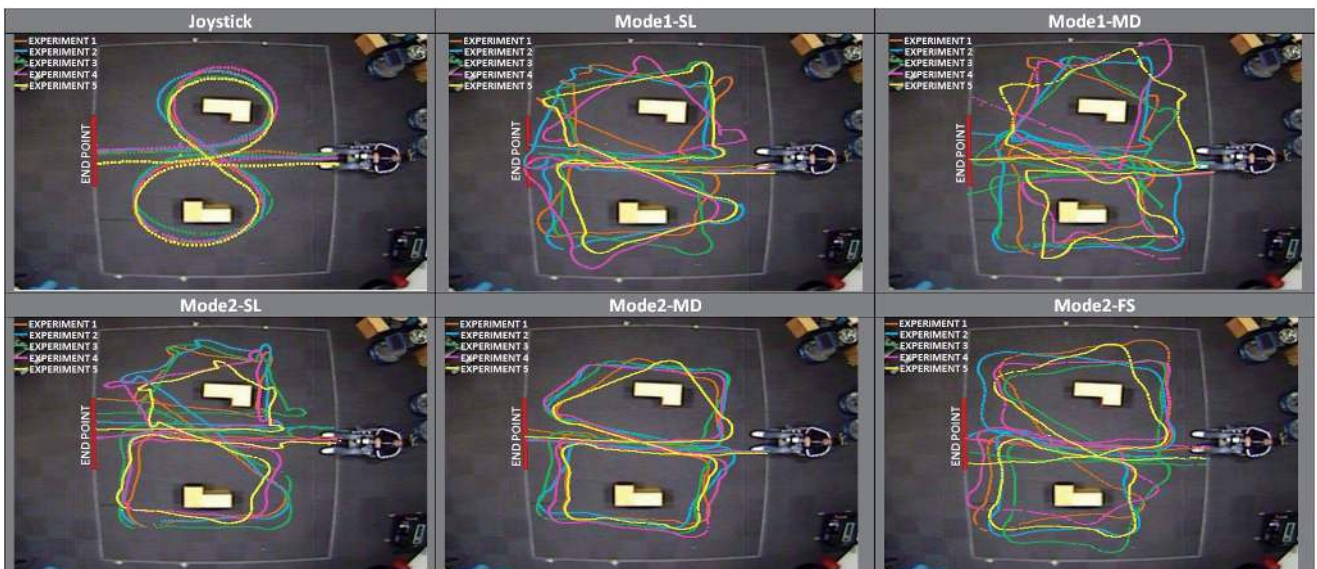 Joystick
EXPERIMENT 1
EXPERIMENT 2
EXPERIMENT 3
EXPERIMENT 4
EXPERIMENT 5
END POINT
Mode1-SL
EXPERIMENT 1
EXPERIMENT 2
EXPERIMENT 3
EXPERIMENT 4
EXPERIMENT 5
END POINT
Mode1-MD
EXPERIMENT 1
EXPERIMENT 2
EXPERIMENT 3
EXPERIMENT 4
EXPERIMENT 5
END POINT
Mode2-SL
EXPERIMENT 1
EXPERIMENT 2
EXPERIMENT 3
EXPERIMENT 4
EXPERIMENT 5
END POINT
Mode2-MD
EXPERIMENT 1
EXPERIMENT 2
EXPERIMENT 3
EXPERIMENT 4
EXPERIMENT 5
END POINT
Mode2-FS
EXPERIMENT 1
EXPERIMENT 2
EXPERIMENT 3
EXPERIMENT 4
EXPERIMENT 5
END POINT